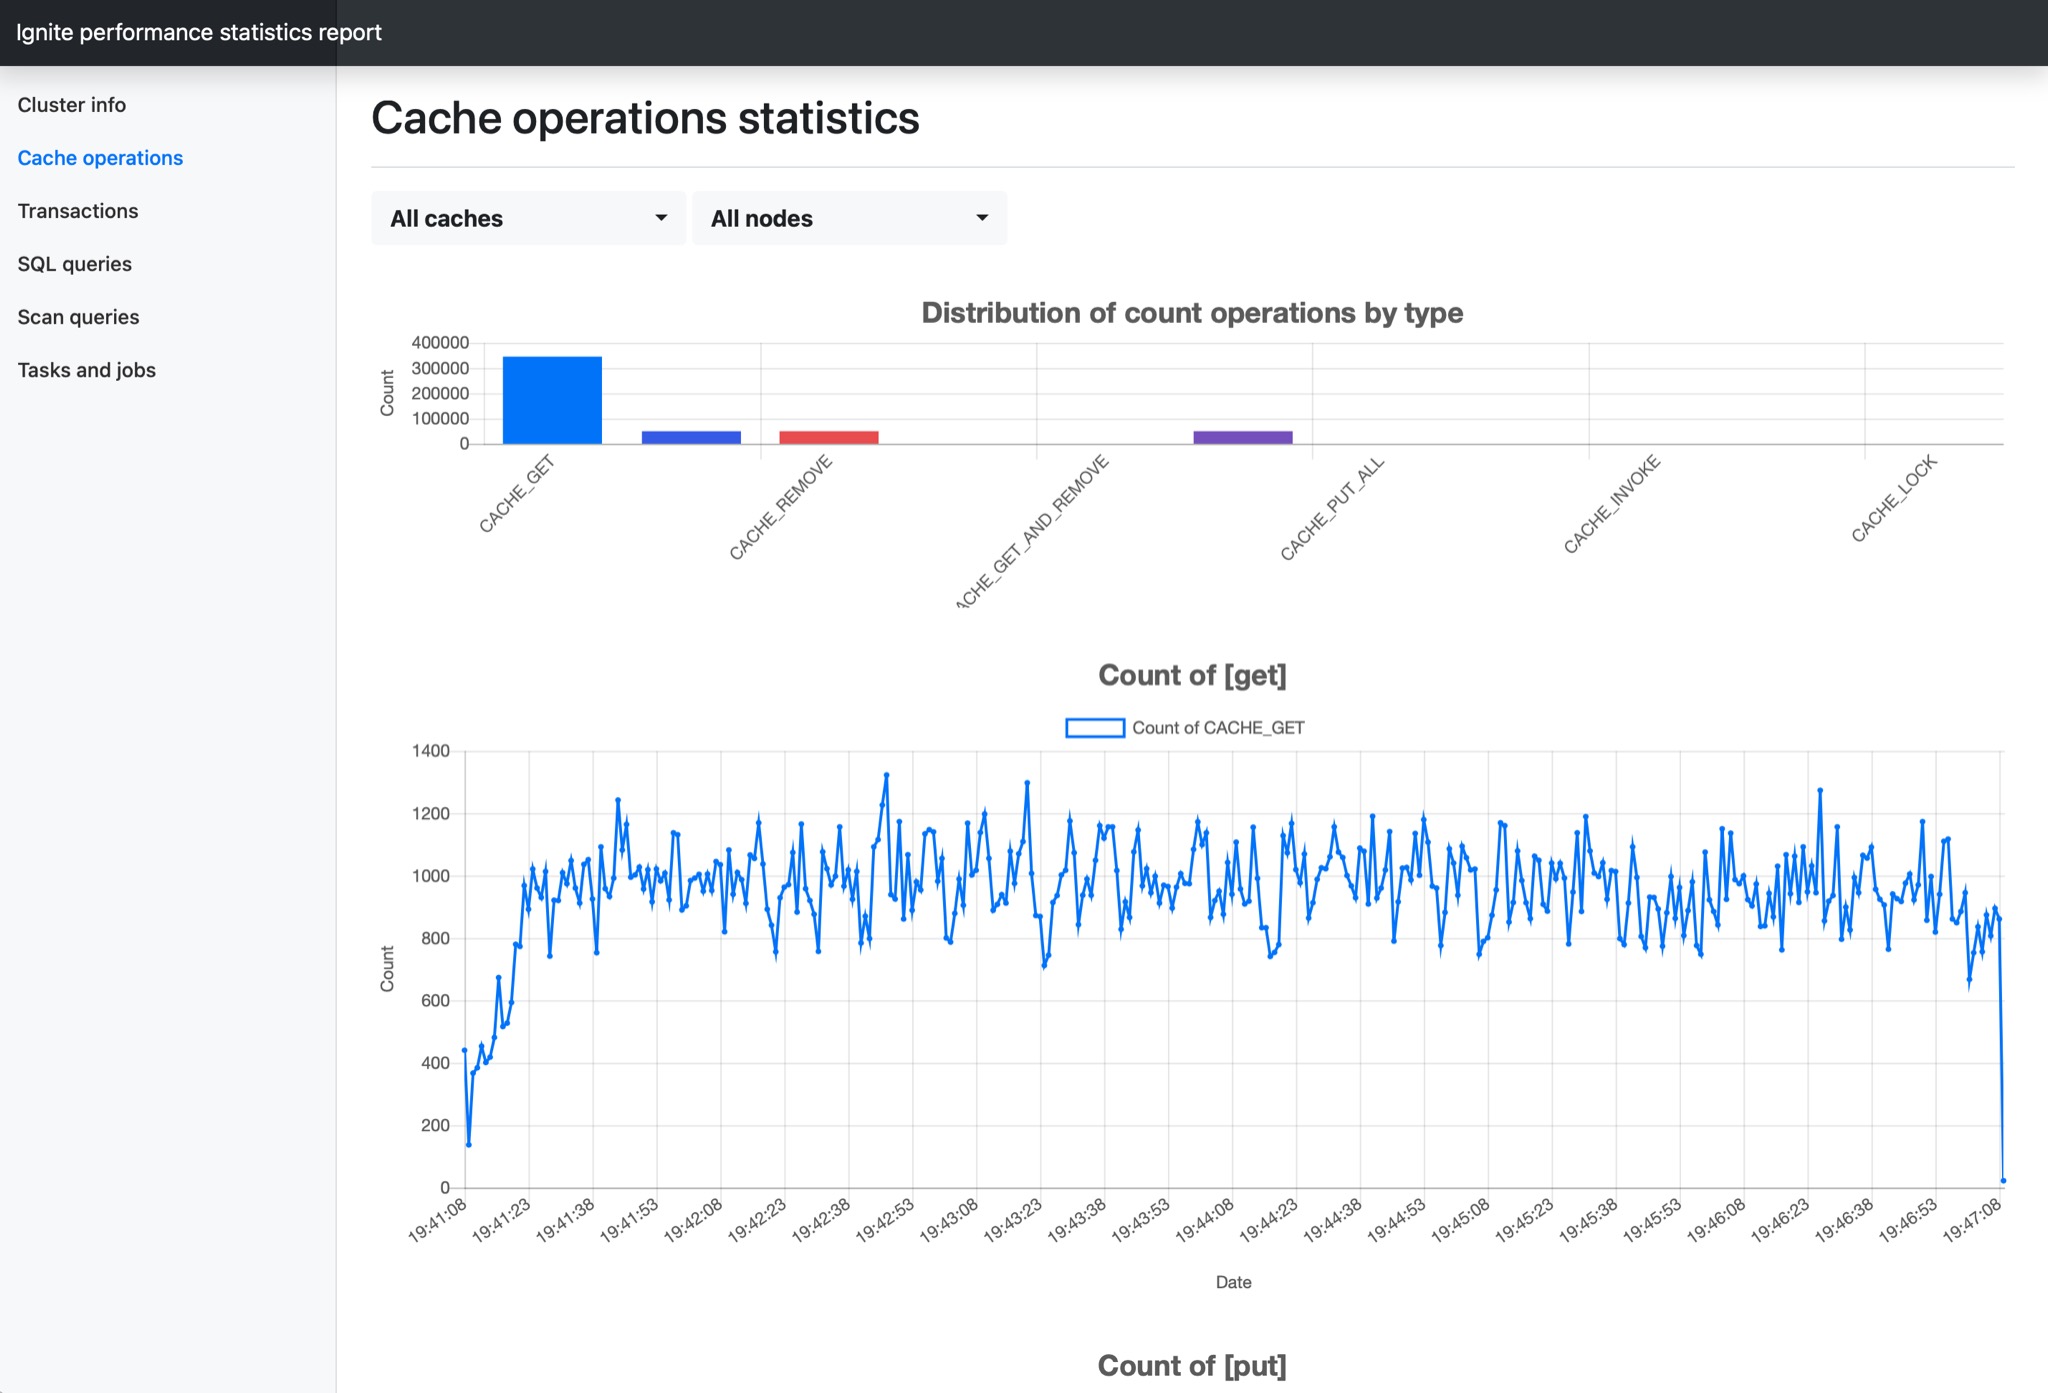 Ignite performance statistics report
Cluster info
Cache operations
Transactions
SQL queries
Scan queries
Tasks and jobs
Cache operations statistics
All caches
All nodes
Distribution of count operations by type
Count
400000
300000
200000
100000
0
CACHE_GET
CACHE_REMOVE
ACHE_GET_AND_REMOVE
CACHE_PUT_ALL
CACHE_INVOKE
CACHE_LOCK
Count of [get]
Count of CACHE_GET
Count
1400
1200
1000
800
600
400
200
0
19:41:08
19:41:23
19:41:38
19:41:53
19:42:08
19:42:23
19:42:38
19:42:53
19:43:08
19:43:23
19:43:38
19:43:53
19:44:08
19:44:23
19:44:38
19:44:53
19:45:08
19:45:23
19:45:38
19:45:53
19:46:08
19:46:23
19:46:38
19:46:53
19:47:08
Date
Count of [put]